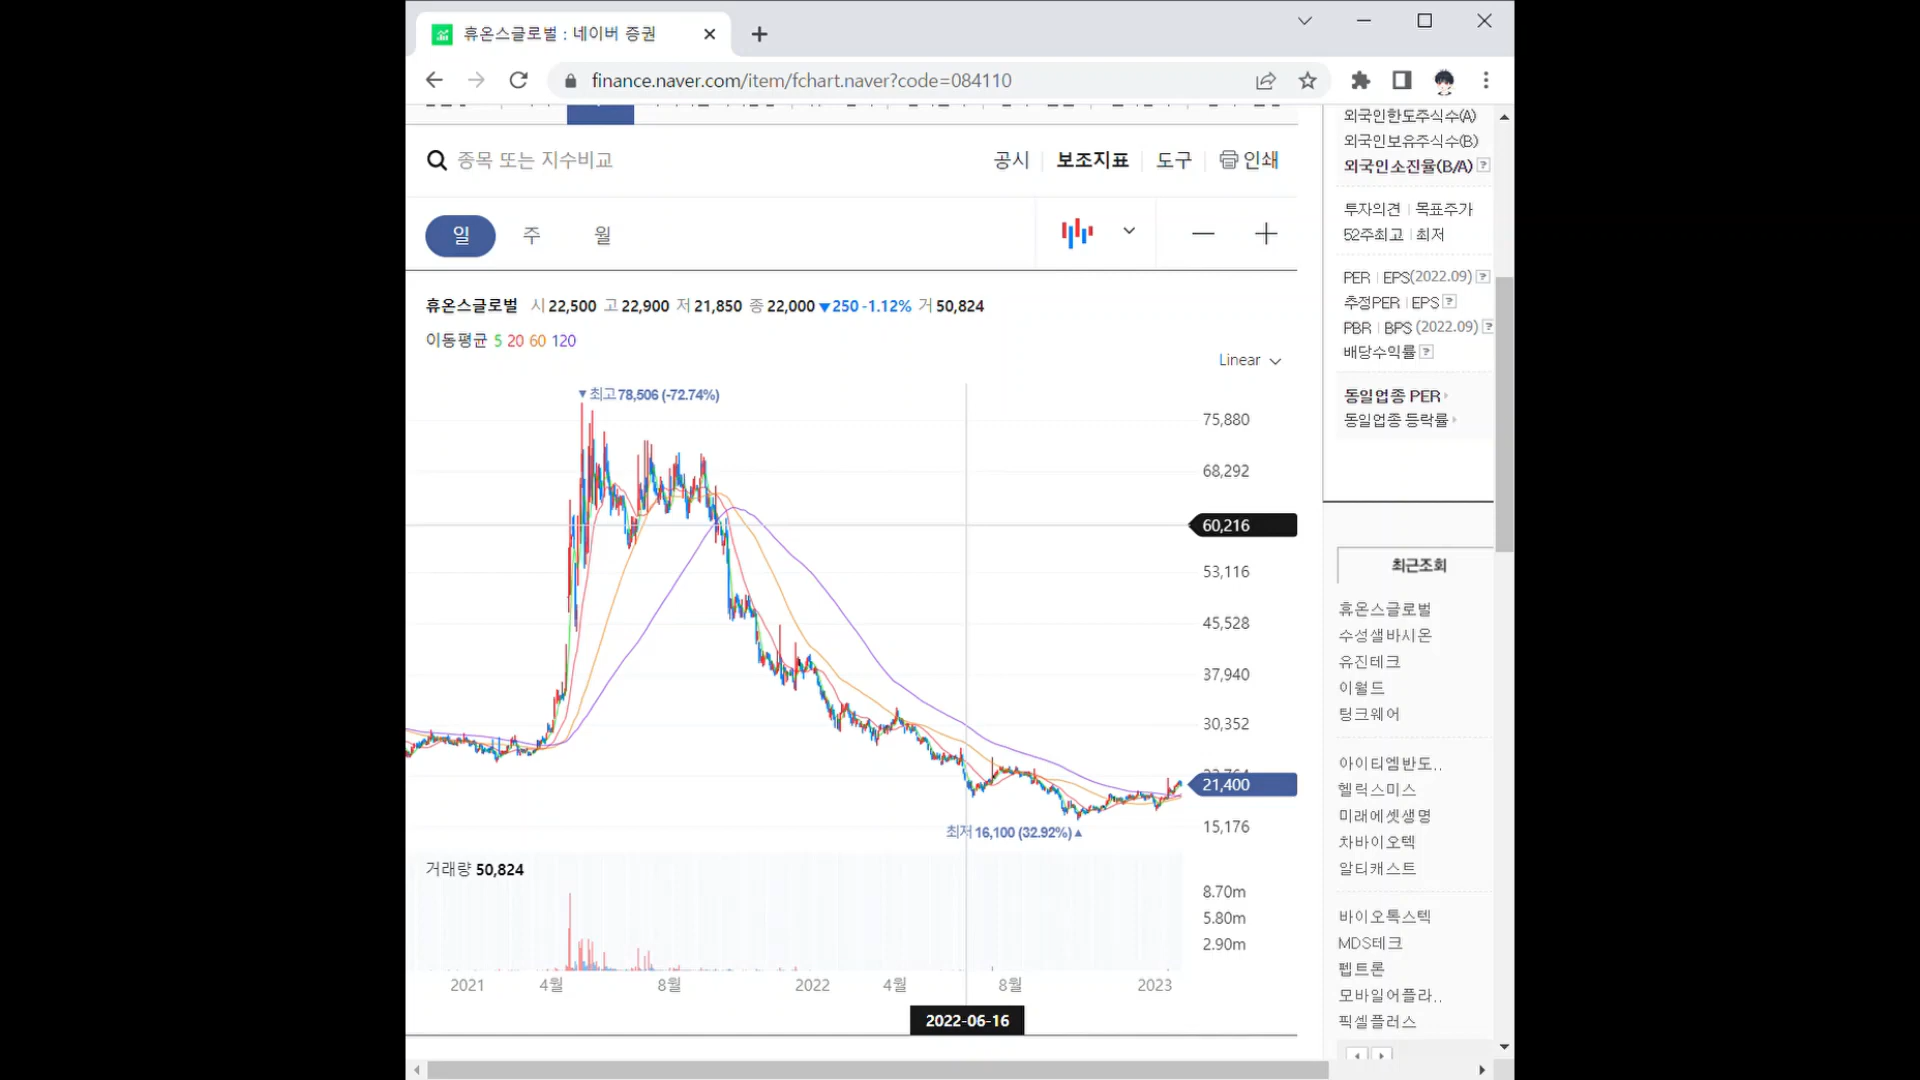 휴온스글로벌 : 네이버 증권
finance.naver.com/item/fchart.naver?code=084110
종목 또는 지수비교 공시 보조지표 도구 인쇄
일 주 월
휴온스글로벌 시 22,500 고 22,900 저 21,850 종 22,000 ▼250 -1.12% 거 50,824
이동평균 5 20 60 120
Linear
▼최고 78,506 (-72.74%)
75,880
68,292
60,216
53,116
45,528
37,940
30,352
21,400
최저 16,100 (32.92%)▲
15,176
거래량 50,824
8.70m
5.80m
2.90m
2021 4월 8월 2022 4월 8월 2023
2022-06-16
외국인한도주식수(A)
외국인보유주식수(B)
외국인소진율(B/A) ?
투자의견 | 목표주가
52주최고 | 최저
PER | EPS(2022.09) ?
추정PER | EPS ?
PBR | BPS (2022.09) ?
배당수익률 ?
동일업종 PER
동일업종 등락률
최근조회
휴온스글로벌
수성샐바시온
유진테크
이월드
팅크웨어
아이티엠반도..
헬릭스미스
미래에셋생명
차바이오텍
알티캐스트
바이오톡스텍
MDS테크
펩트론
모바일어플라..
픽셀플러스